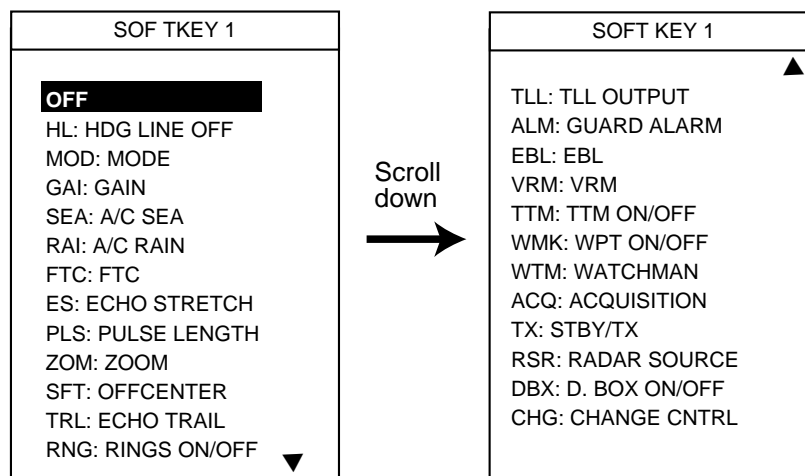 SOF TKEY 1
OFF
HL: HDG LINE OFF
MOD: MODE
GAI: GAIN
SEA: A/C SEA
RAI: A/C RAIN
FTC: FTC
ES: ECHO STRETCH
PLS: PULSE LENGTH
ZOM: ZOOM
SFT: OFFCENTER
TRL: ECHO TRAIL
RNG: RINGS ON/OFF
Scroll
down
SOFT KEY 1
TLL: TLL OUTPUT
ALM: GUARD ALARM
EBL: EBL
VRM: VRM
TTM: TTM ON/OFF
WMK: WPT ON/OFF
WTM: WATCHMAN
ACQ: ACQUISITION
TX: STBY/TX
RSR: RADAR SOURCE
DBX: D. BOX ON/OFF
CHG: CHANGE CNTRL